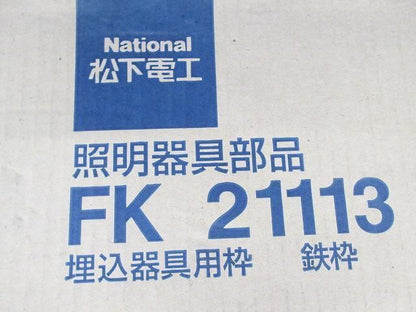 National
松下電工
照明器具部品
FK 21113
埋込器具用枠 鉄枠